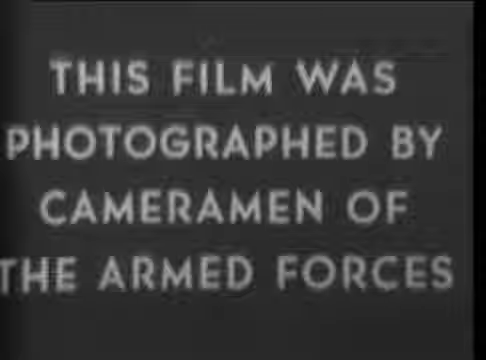 THIS FILM WAS
PHOTOGRAPHED BY
CAMERAMEN OF
THE ARMED FORCES